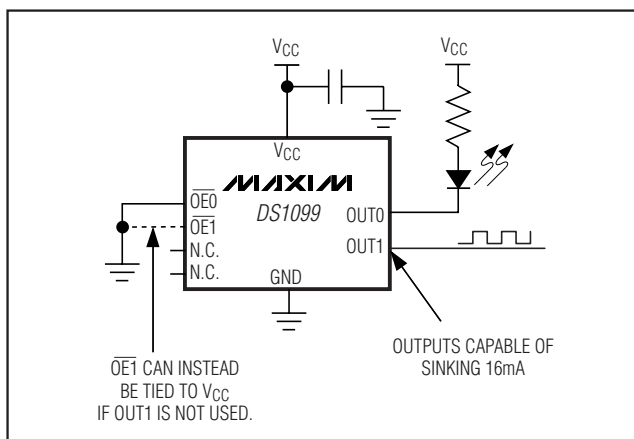 VCC
VCC
VCC
MAXIM
DS1099
OE0
OE1
N.C.
N.C.
GND
OUT0
OUT1
OE1 CAN INSTEAD
BE TIED TO VCC
IF OUT1 IS NOT USED.
OUTPUTS CAPABLE OF
SINKING 16mA